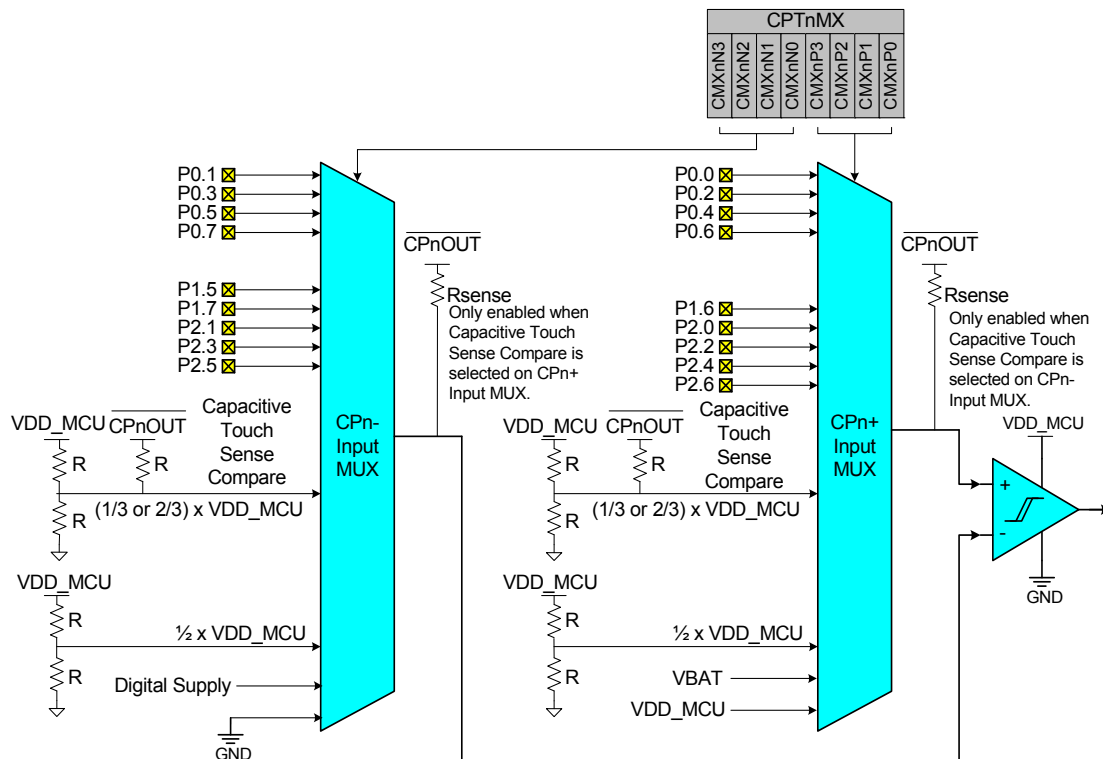 CPTnMX
CMXnN3
CMXnN2
CMXnN1
CMXnN0
CMXnP3
CMXnP2
CMXnP1
CMXnP0
P0.1
P0.3
P0.5
P0.7
P1.5
P1.7
P2.1
P2.3
P2.5
CPnOUT
Rsense
Only enabled when
Capacitive Touch
Sense Compare is
selected on CPn+
Input MUX.
VDD_MCU
CPnOUT
R
R
R
Capacitive
Touch
Sense
Compare
(1/3 or 2/3) x VDD_MCU
CPn-
Input
MUX
VDD_MCU
R
R
½ x VDD_MCU
Digital Supply
GND
P0.0
P0.2
P0.4
P0.6
P1.6
P2.0
P2.2
P2.4
P2.6
CPnOUT
Rsense
Only enabled when
Capacitive Touch
Sense Compare is
selected on CPn-
Input MUX.
VDD_MCU
CPnOUT
R
R
R
Capacitive
Touch
Sense
Compare
(1/3 or 2/3) x VDD_MCU
CPn+
Input
MUX
VDD_MCU
R
R
½ x VDD_MCU
VBAT
VDD_MCU
VDD_MCU
+
-
GND